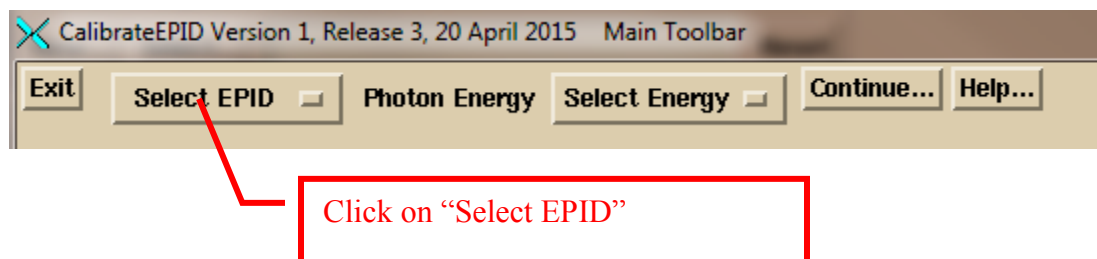 CalibrateEPID Version 1, Release 3, 20 April 2015 Main Toolbar
Exit Select EPID Photon Energy Select Energy Continue... Help...
Click on “Select EPID”